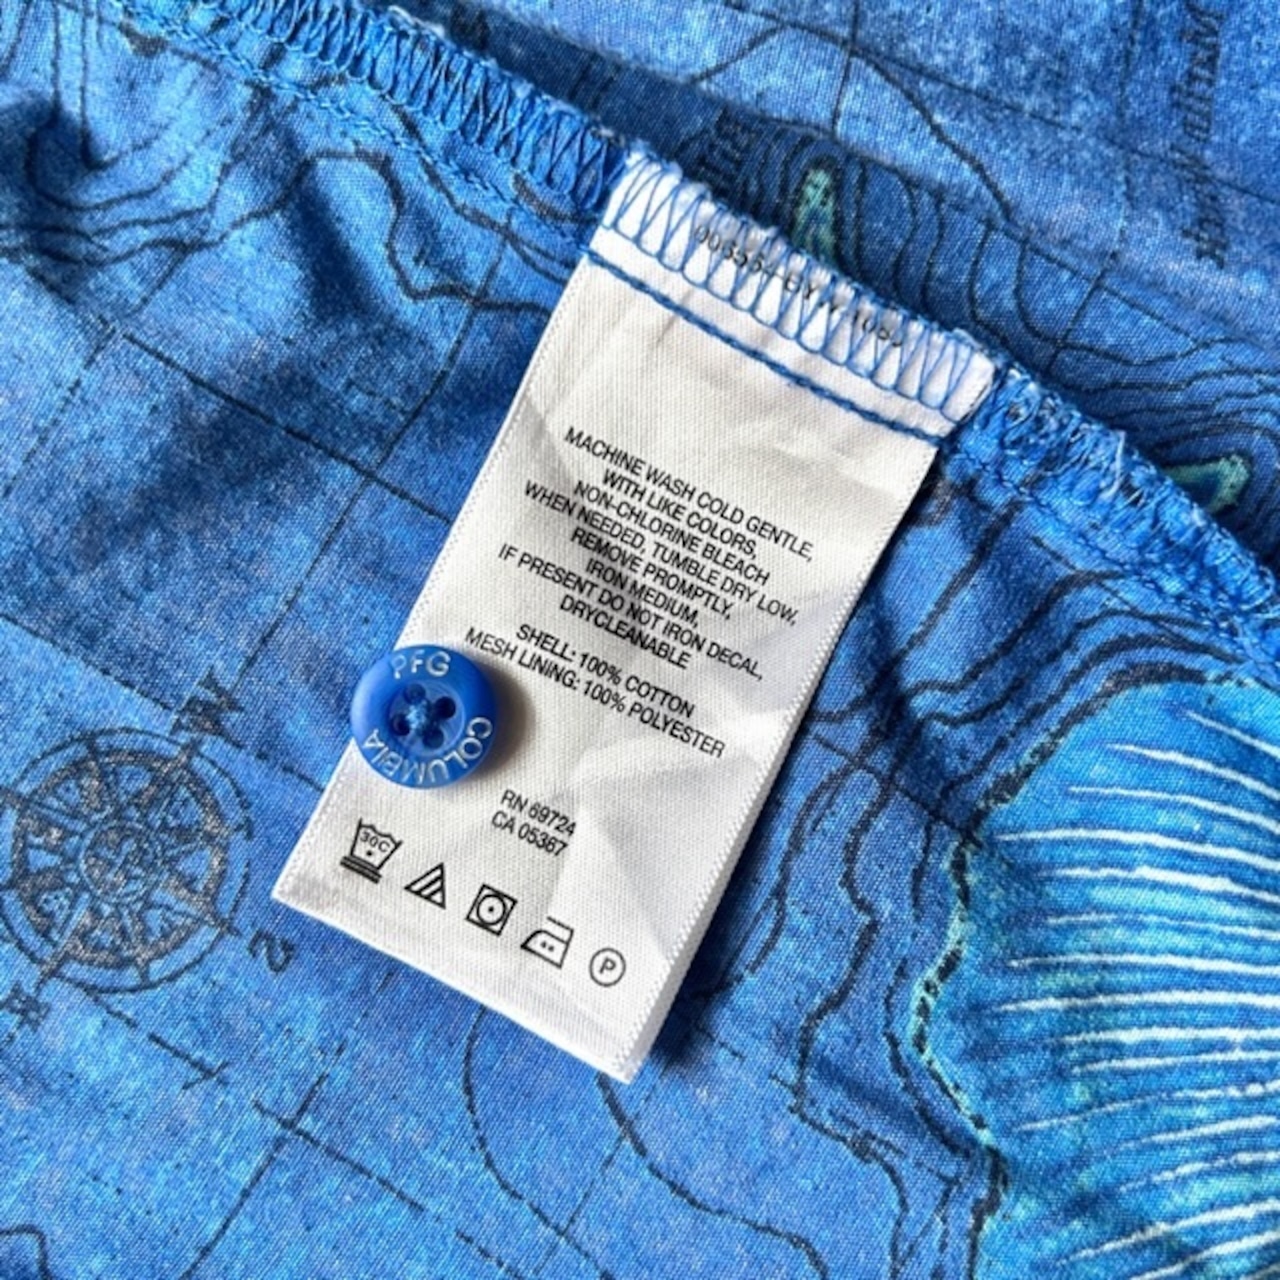 MACHINE WASH COLD GENTLE,
WITH LIKE COLORS,
NON-CHLORINE BLEACH
WHEN NEEDED, TUMBLE DRY LOW,
REMOVE PROMPTLY,
IRON MEDIUM,
IF PRESENT DO NOT IRON DECAL,
DRYCLEANABLE
SHELL: 100% COTTON
MESH LINING: 100% POLYESTER
PFG
COLUMBIA
RN 69724
CA 05367
30C
P
W
S
N